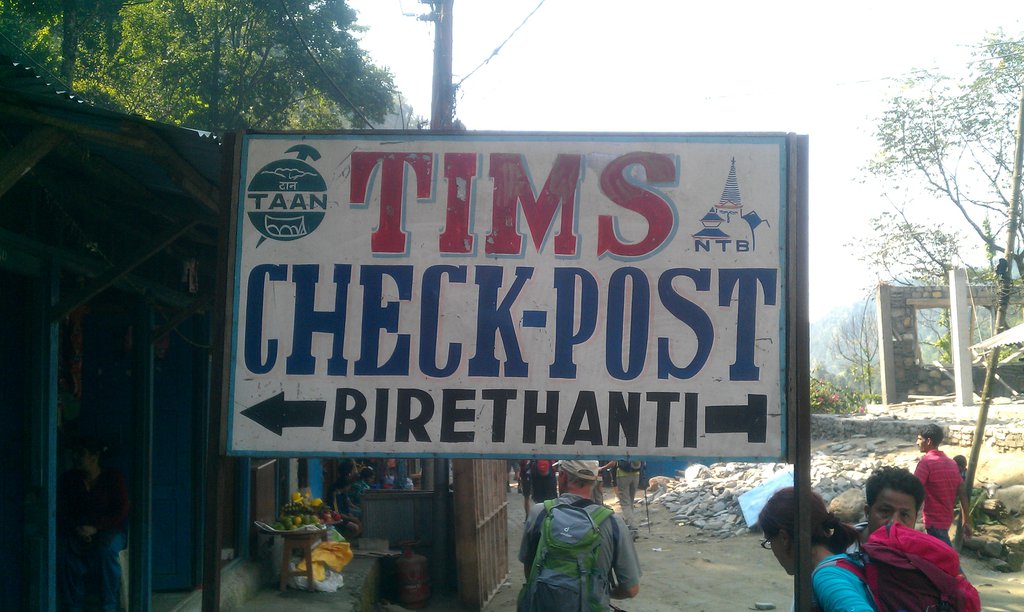 टान
TAAN
TIMS
NTB
CHECK-POST
BIRETHANTI